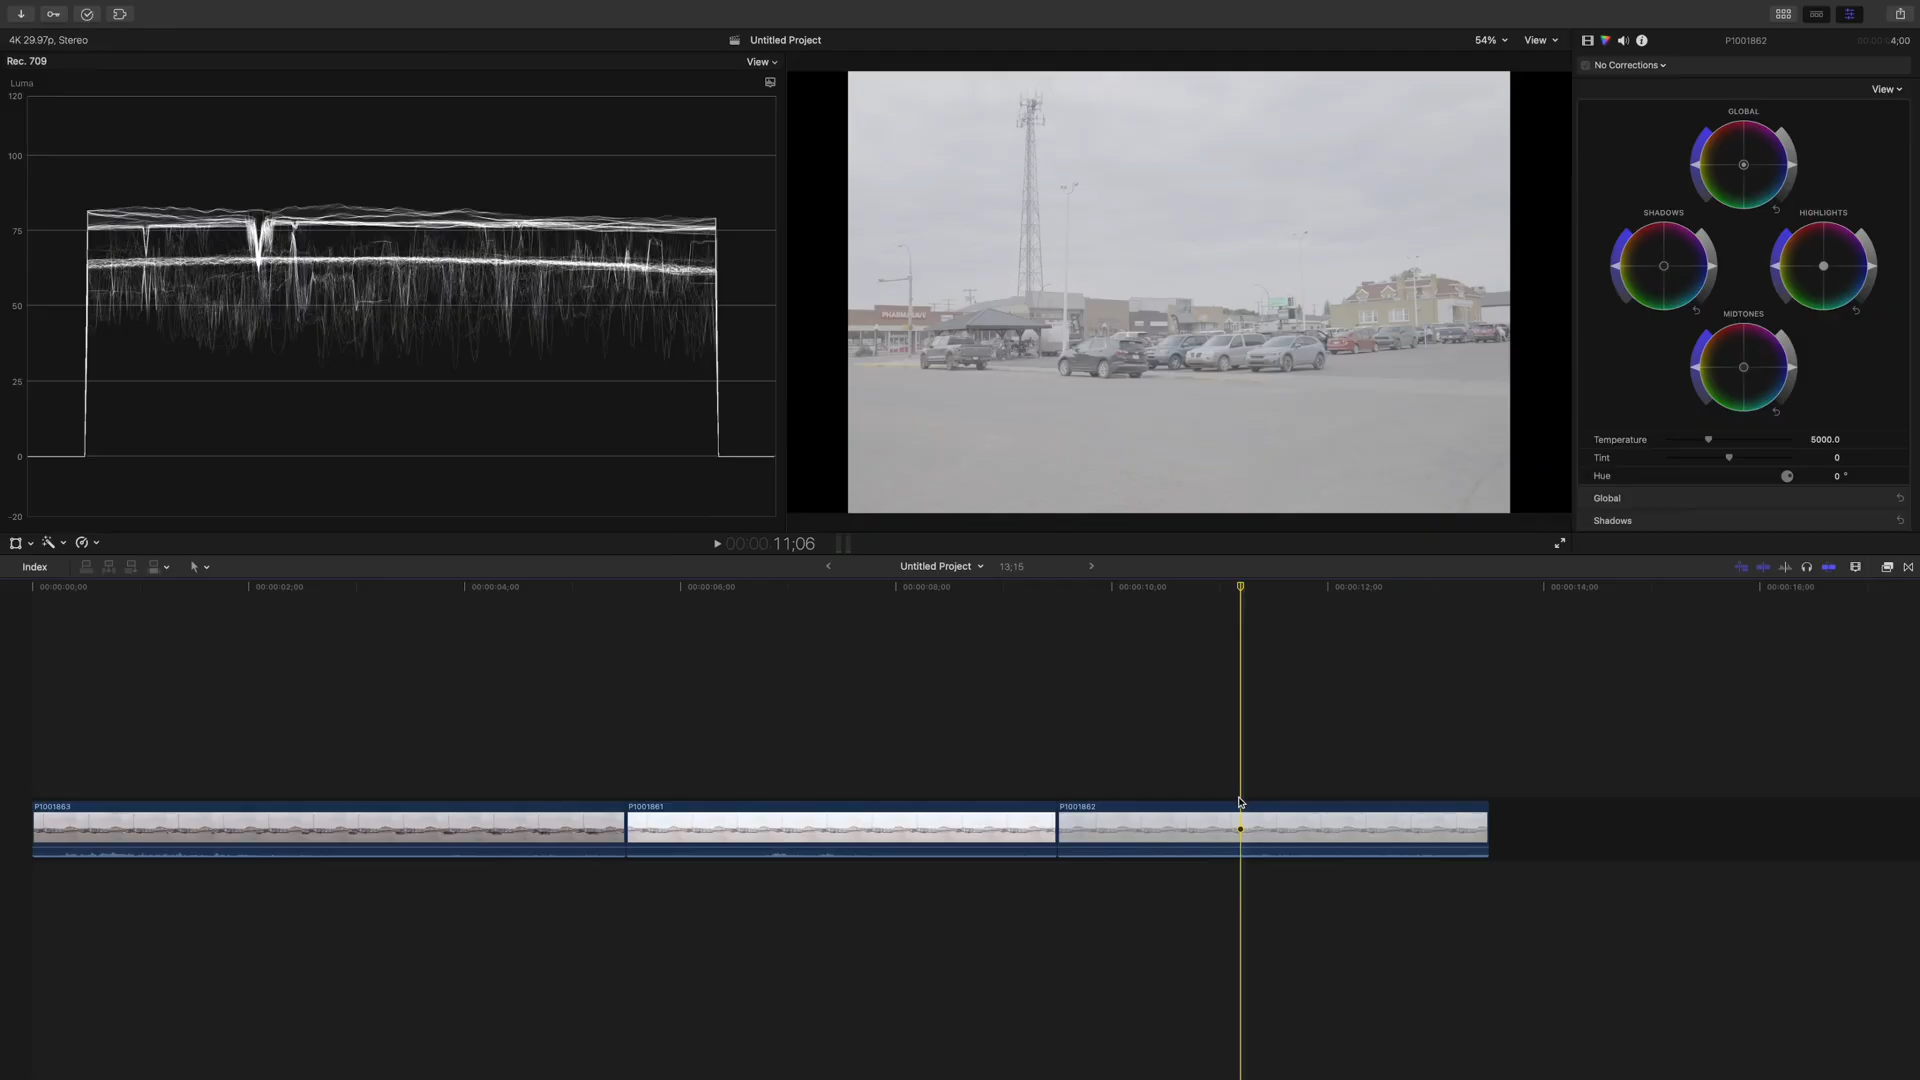 4K 29.97p, Stereo
Untitled Project
54%
View
P1001862
4;00
Rec. 709
View
No Corrections
Luma
View
120
100
75
50
25
0
-20
GLOBAL
SHADOWS
HIGHLIGHTS
MIDTONES
PHARMASAVE
Temperature
5000.0
Tint
0
Hue
0 °
Global
Shadows
00:00:11;06
Index
Untitled Project
13;15
00:00:00;00
00:00:02;00
00:00:04;00
00:00:06;00
00:00:08;00
00:00:10;00
00:00:12;00
00:00:14;00
00:00:16;00
P1001863
P1001861
P1001862